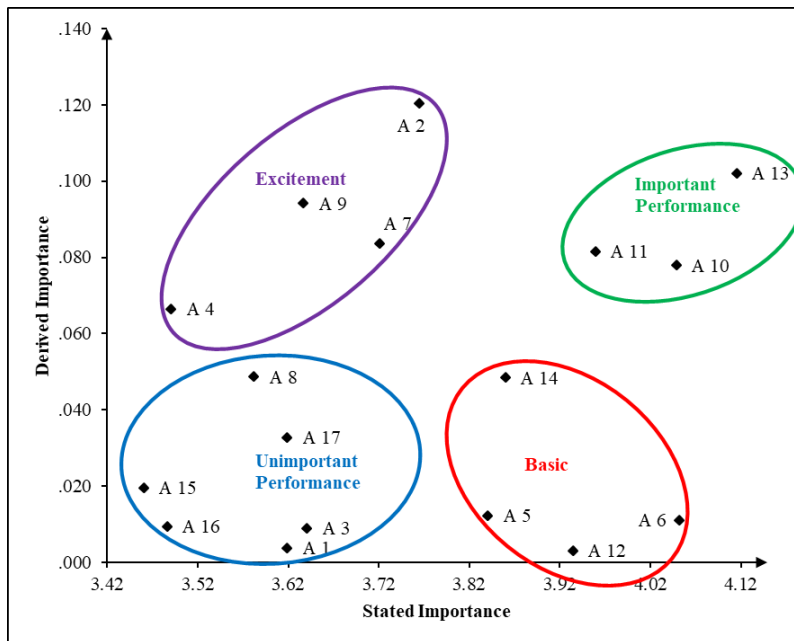 .140
.120
A 2
Excitement
Important
Performance
A 13
.100
A 9
A 7
A 11
A 10
.080
A 4
.060
A 8
A 14
.040
A 17
Unimportant
Performance
Basic
A 15
.020
A 16
A 3
A 5
A 6
A 1
A 12
.000
3.42 3.52 3.62 3.72 3.82 3.92 4.02 4.12
Stated Importance
Derived Importance